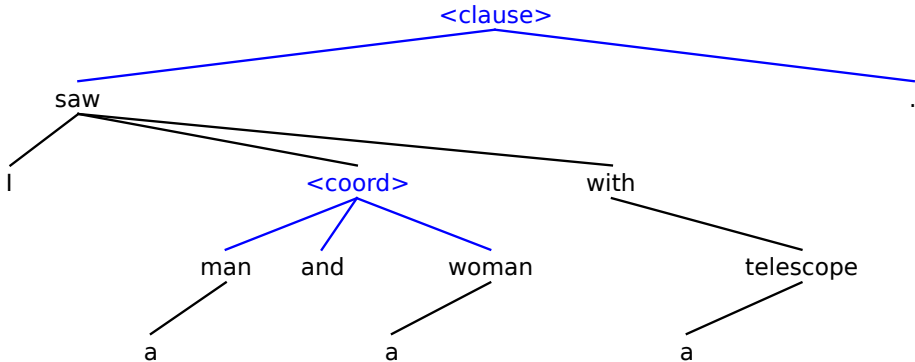 <clause>
saw .
I <coord> with
man and woman telescope
a a a